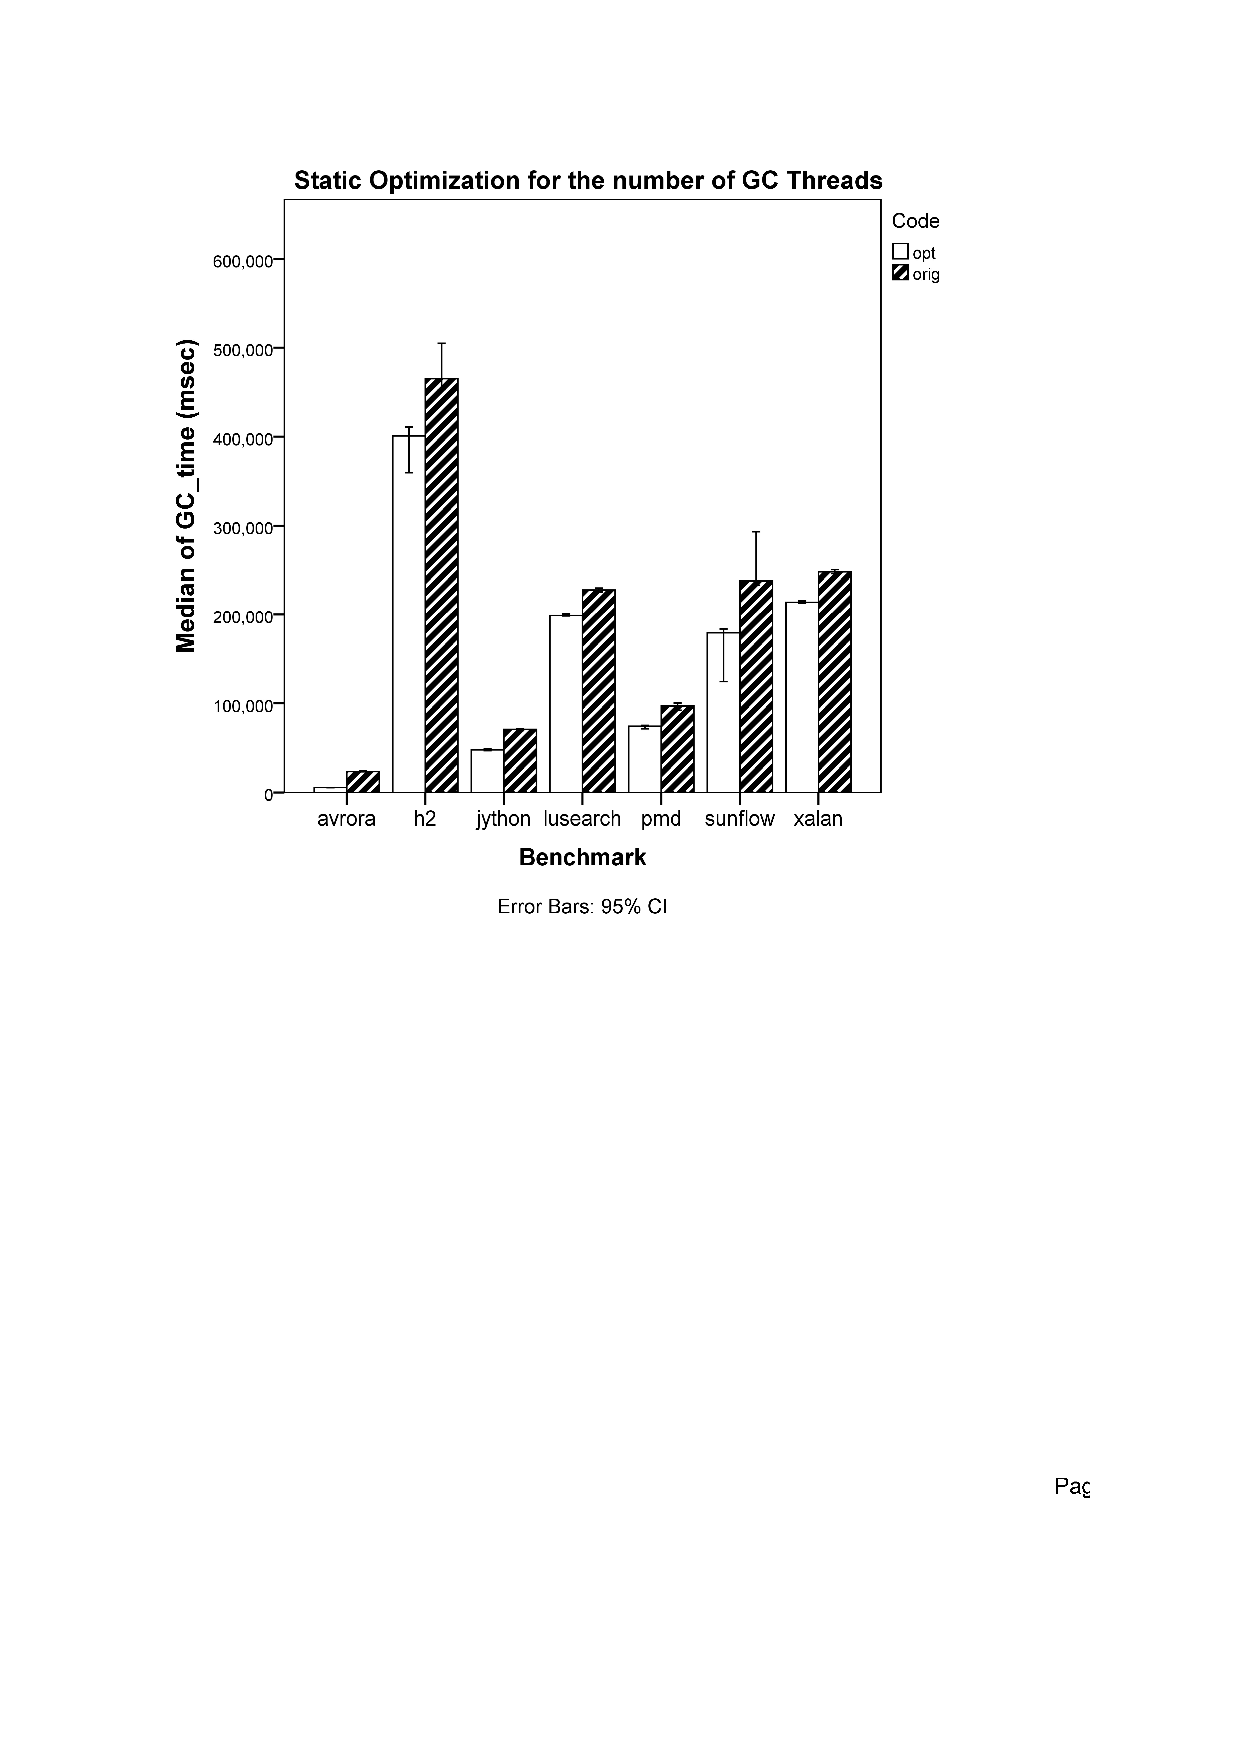 Static Optimization for the number of GC Threads
Code
opt
orig
Median of GC_time (msec)
600,000
500,000
400,000
300,000
200,000
100,000
0
avrora h2 jython lusearch pmd sunflow xalan
Benchmark
Error Bars: 95% CI
Pag